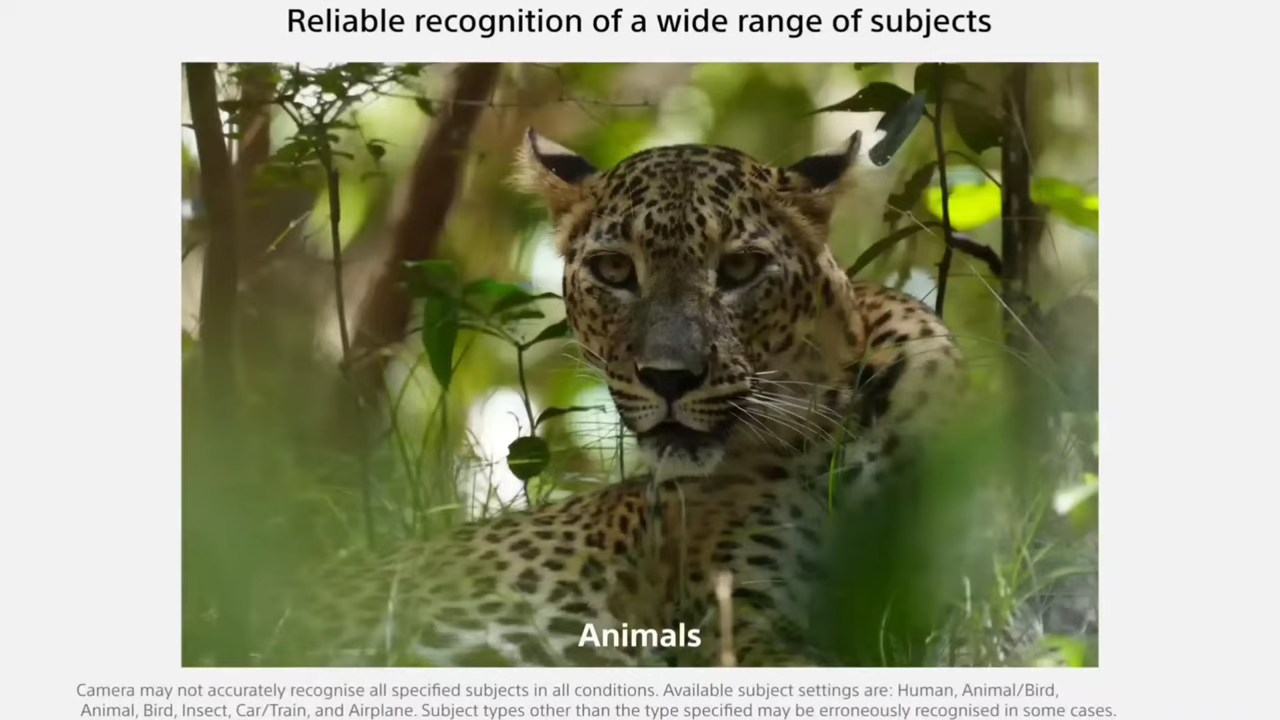 Reliable recognition of a wide range of subjects
Animals
Camera may not accurately recognise all specified subjects in all conditions. Available subject settings are: Human, Animal/Bird,
Animal, Bird, Insect, Car/Train, and Airplane. Subject types other than the type specified may be erroneously recognised in some cases.